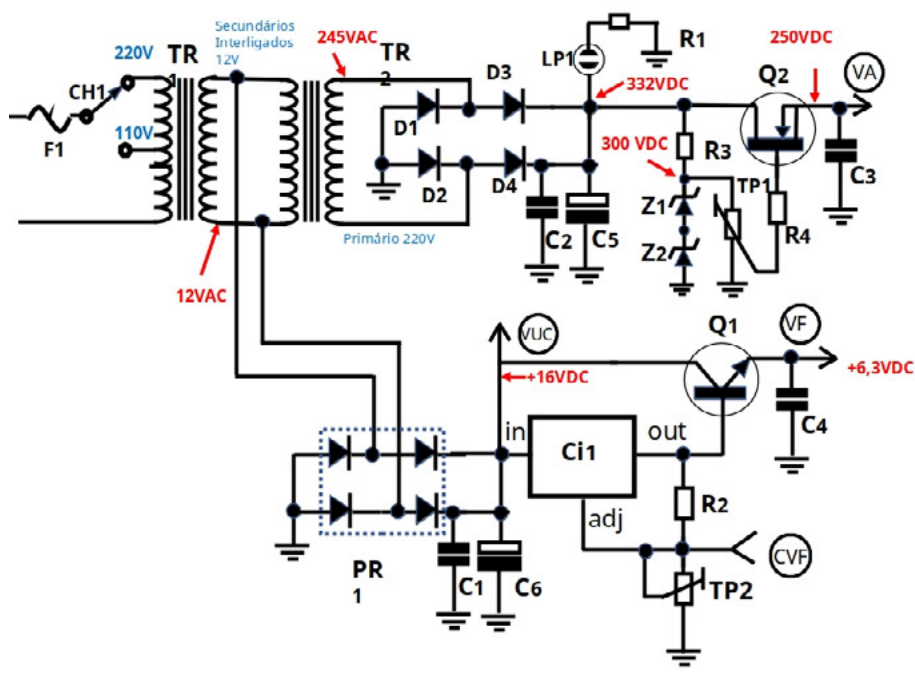 Secundários
Interligados
12V
220V
TR
1
245VAC
TR
2
R1
250VDC
LP1
D3
332VDC
Q2
VA
CH1
F1
110V
D1
300 VDC
R3
C3
TP1
D2
D4
Z1
R4
C2
C5
Z2
Primário 220V
12VAC
VUC
Q1
VF
+16VDC
+6,3VDC
C4
in
out
Ci1
adj
R2
CVF
PR
1
C1
C6
TP2